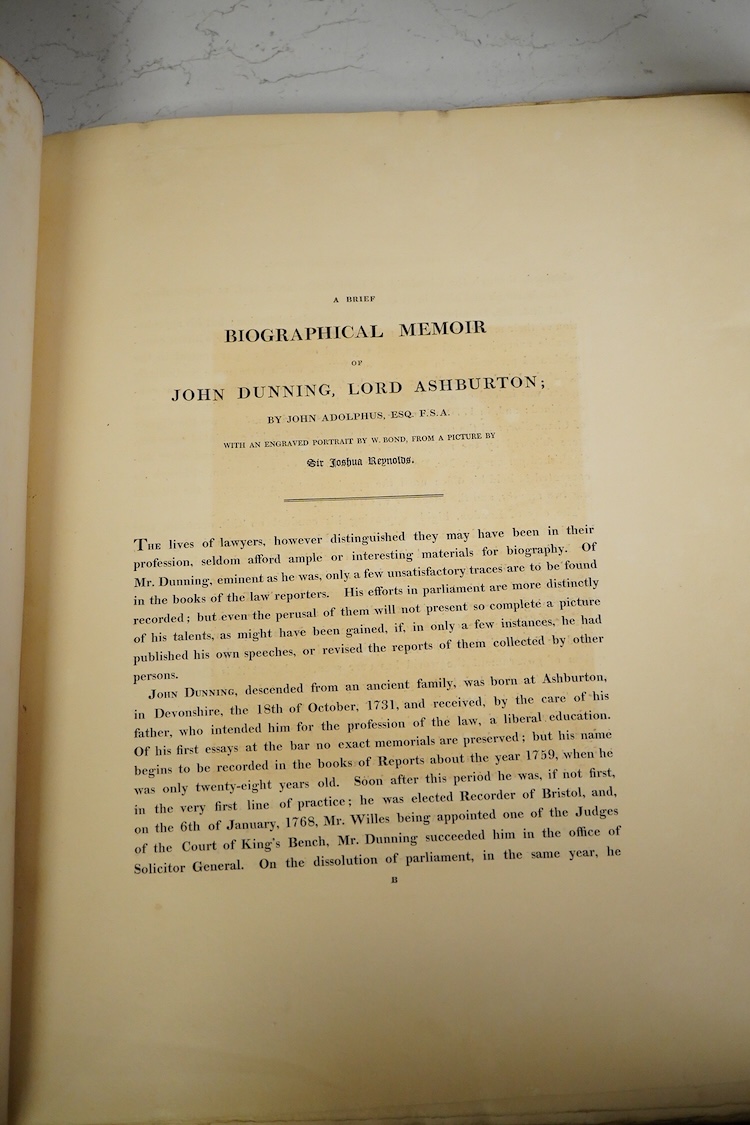 A BRIEF
BIOGRAPHICAL MEMOIR
OF
JOHN DUNNING, LORD ASHBURTON;
BY JOHN ADOLPHUS, ESQ. F.S.A.
WITH AN ENGRAVED PORTRAIT BY W. BOND, FROM A PICTURE BY
Sir Joshua Reynolds.
THE lives of lawyers, however distinguished they may have been in their
profession, seldom afford ample or interesting materials for biography. Of
Mr. Dunning, eminent as he was, only a few unsatisfactory traces are to be found
in the books of the law reporters. His efforts in parliament are more distinctly
recorded; but even the perusal of them will not present so complete a picture
of his talents, as might have been gained, if, in only a few instances, he had
published his own speeches, or revised the reports of them collected by other
persons.
JOHN DUNNING, descended from an ancient family, was born at Ashburton,
in Devonshire, the 18th of October, 1731, and received, by the care of his
father, who intended him for the profession of the law, a liberal education.
Of his first essays at the bar no exact memorials are preserved; but his name
begins to be recorded in the books of Reports about the year 1759, when he
was only twenty-eight years old. Soon after this period he was, if not first,
in the very first line of practice; he was elected Recorder of Bristol, and,
on the 6th of January, 1768, Mr. Willes being appointed one of the Judges
of the Court of King's Bench, Mr. Dunning succeeded him in the office of
Solicitor General. On the dissolution of parliament, in the same year, he
B